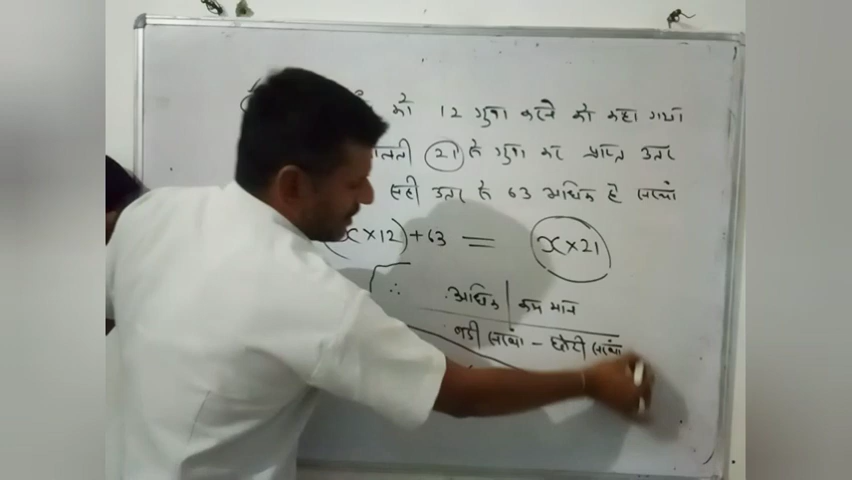 को 12 गुणा करने को कहा गया
गलती 21 से गुणा कर प्राप्त उत्तर
सही उत्तर से 63 अधिक है संख्या
(x×12)+63 = x×21
∴ अधिक | कम मान
बड़ी संख्या - छोटी संख्या